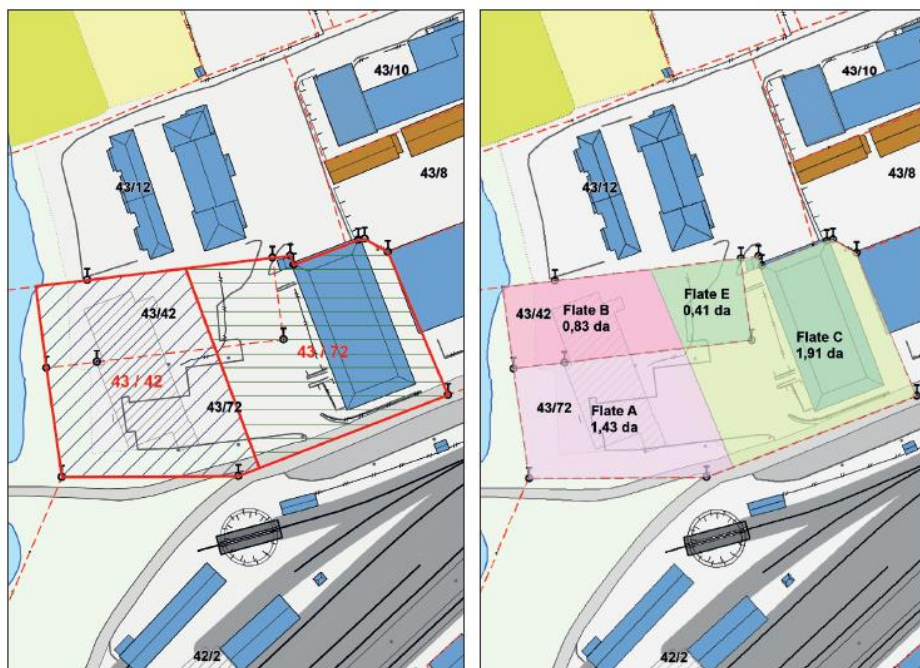 43/10
43/8
43/12
43/42
43 / 72
43 / 42
43/72
42/2
43/10
43/8
43/12
Flate E
0,41 da
Flate B
0,83 da
43/42
Flate C
1,91 da
43/72
Flate A
1,43 da
42/2